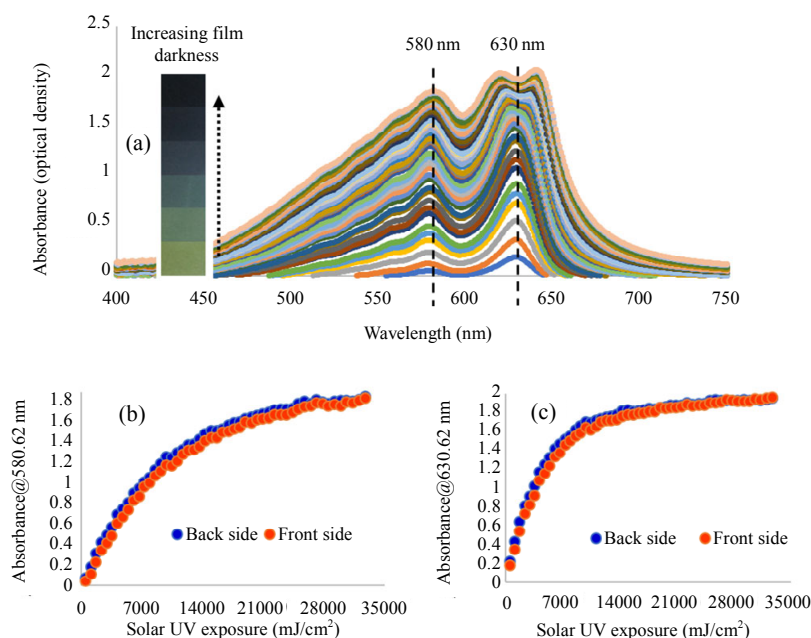 2.5
2
1.5
1
0.5
0
Absorbance (optical density)
Increasing film
darkness
(a)
580 nm
630 nm
400 450 500 550 600 650 700 750
Wavelength (nm)
1.8
1.6
1.4
1.2
1
0.8
0.6
0.4
0.2
0
Absorbance@580.62 nm
(b)
Back side Front side
0 7000 14000 21000 28000 35000
Solar UV exposure (mJ/cm²)
2
1.8
1.6
1.4
1.2
1
0.8
0.6
0.4
0.2
0
Absorbance@630.62 nm
(c)
Back side Front side
0 7000 14000 21000 28000 35000
Solar UV exposure (mJ/cm²)